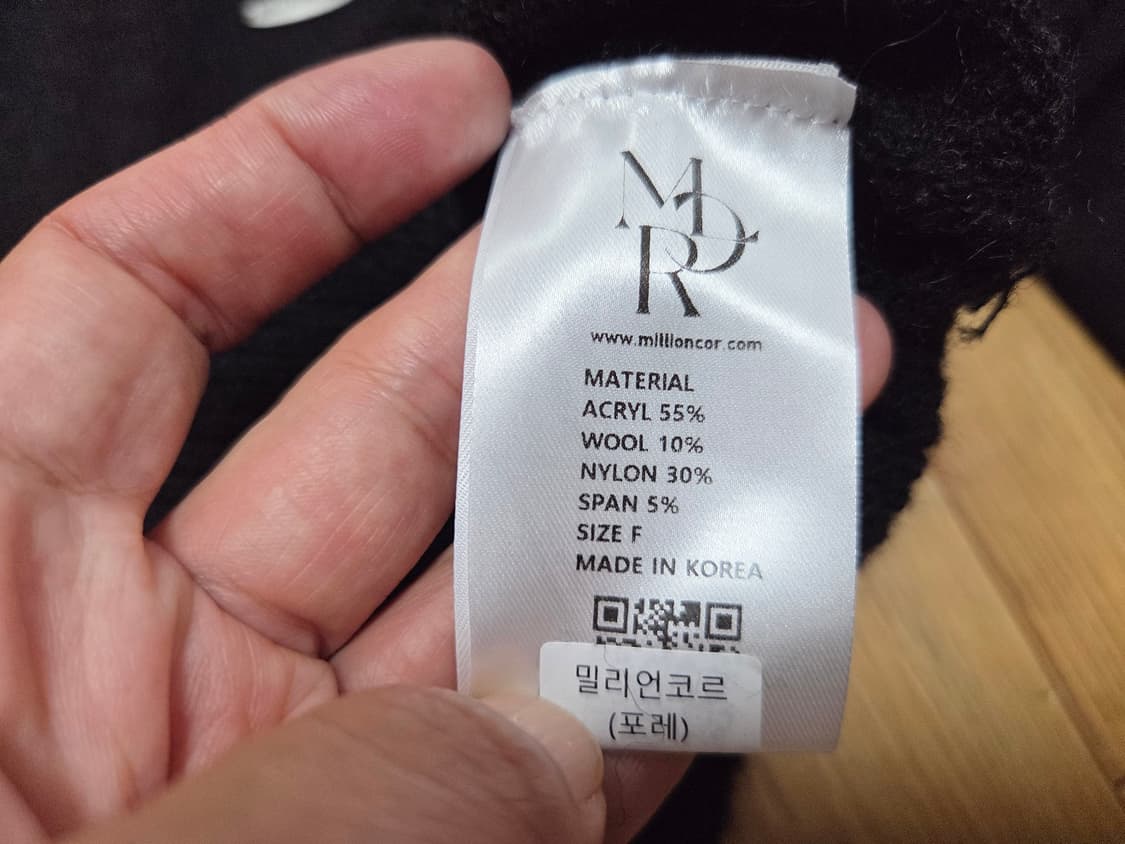 MDR
www.millioncor.com
MATERIAL
ACRYL 55%
WOOL 10%
NYLON 30%
SPAN 5%
SIZE F
MADE IN KOREA
밀리언코르
(포레)